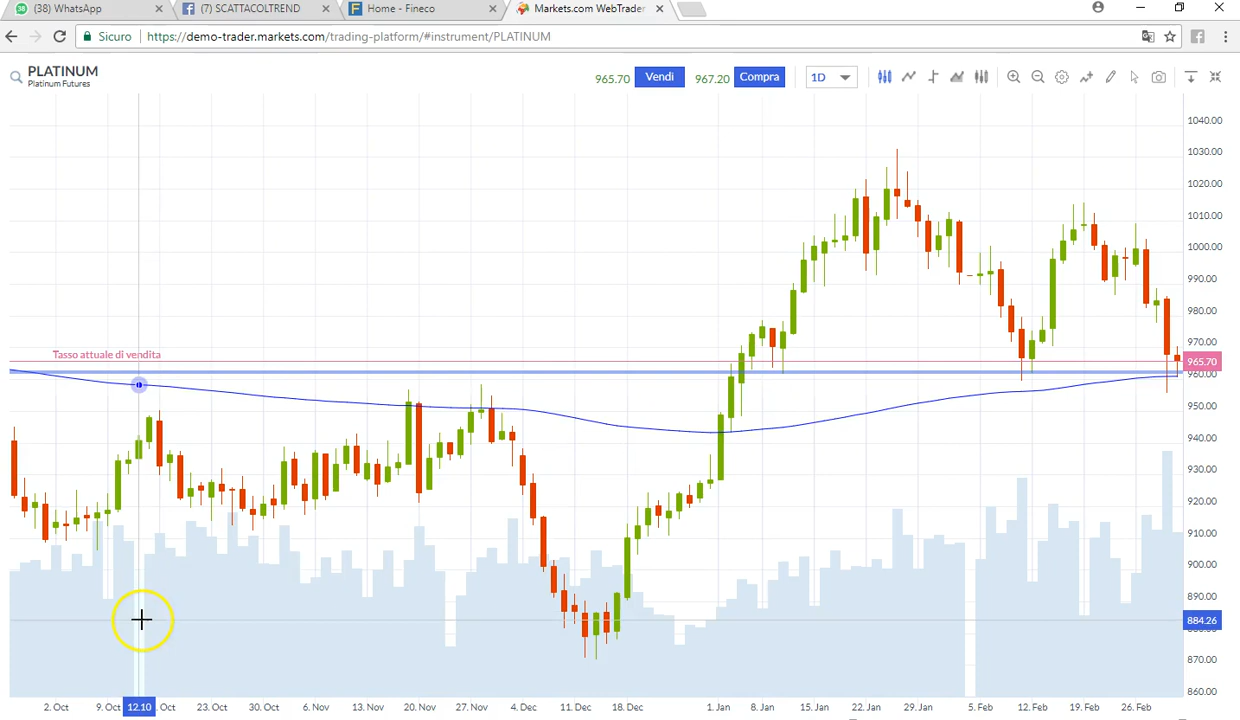 (38) WhatsApp
(7) SCATTACOLTREND
Home - Fineco
Markets.com WebTrader
Sicuro
https://demo-trader.markets.com/trading-platform/#instrument/PLATINUM
PLATINUM
Platinum Futures
965.70
Vendi
967.20
Compra
1D
1040.00
1030.00
1020.00
1010.00
1000.00
990.00
980.00
970.00
Tasso attuale di vendita
965.70
960.00
950.00
940.00
930.00
920.00
910.00
900.00
890.00
884.26
870.00
860.00
2. Oct
9. Oct
12.10
Oct
23. Oct
30. Oct
6. Nov
13. Nov
20. Nov
27. Nov
4. Dec
11. Dec
18. Dec
1. Jan
8. Jan
15. Jan
22. Jan
29. Jan
5. Feb
12. Feb
19. Feb
26. Feb